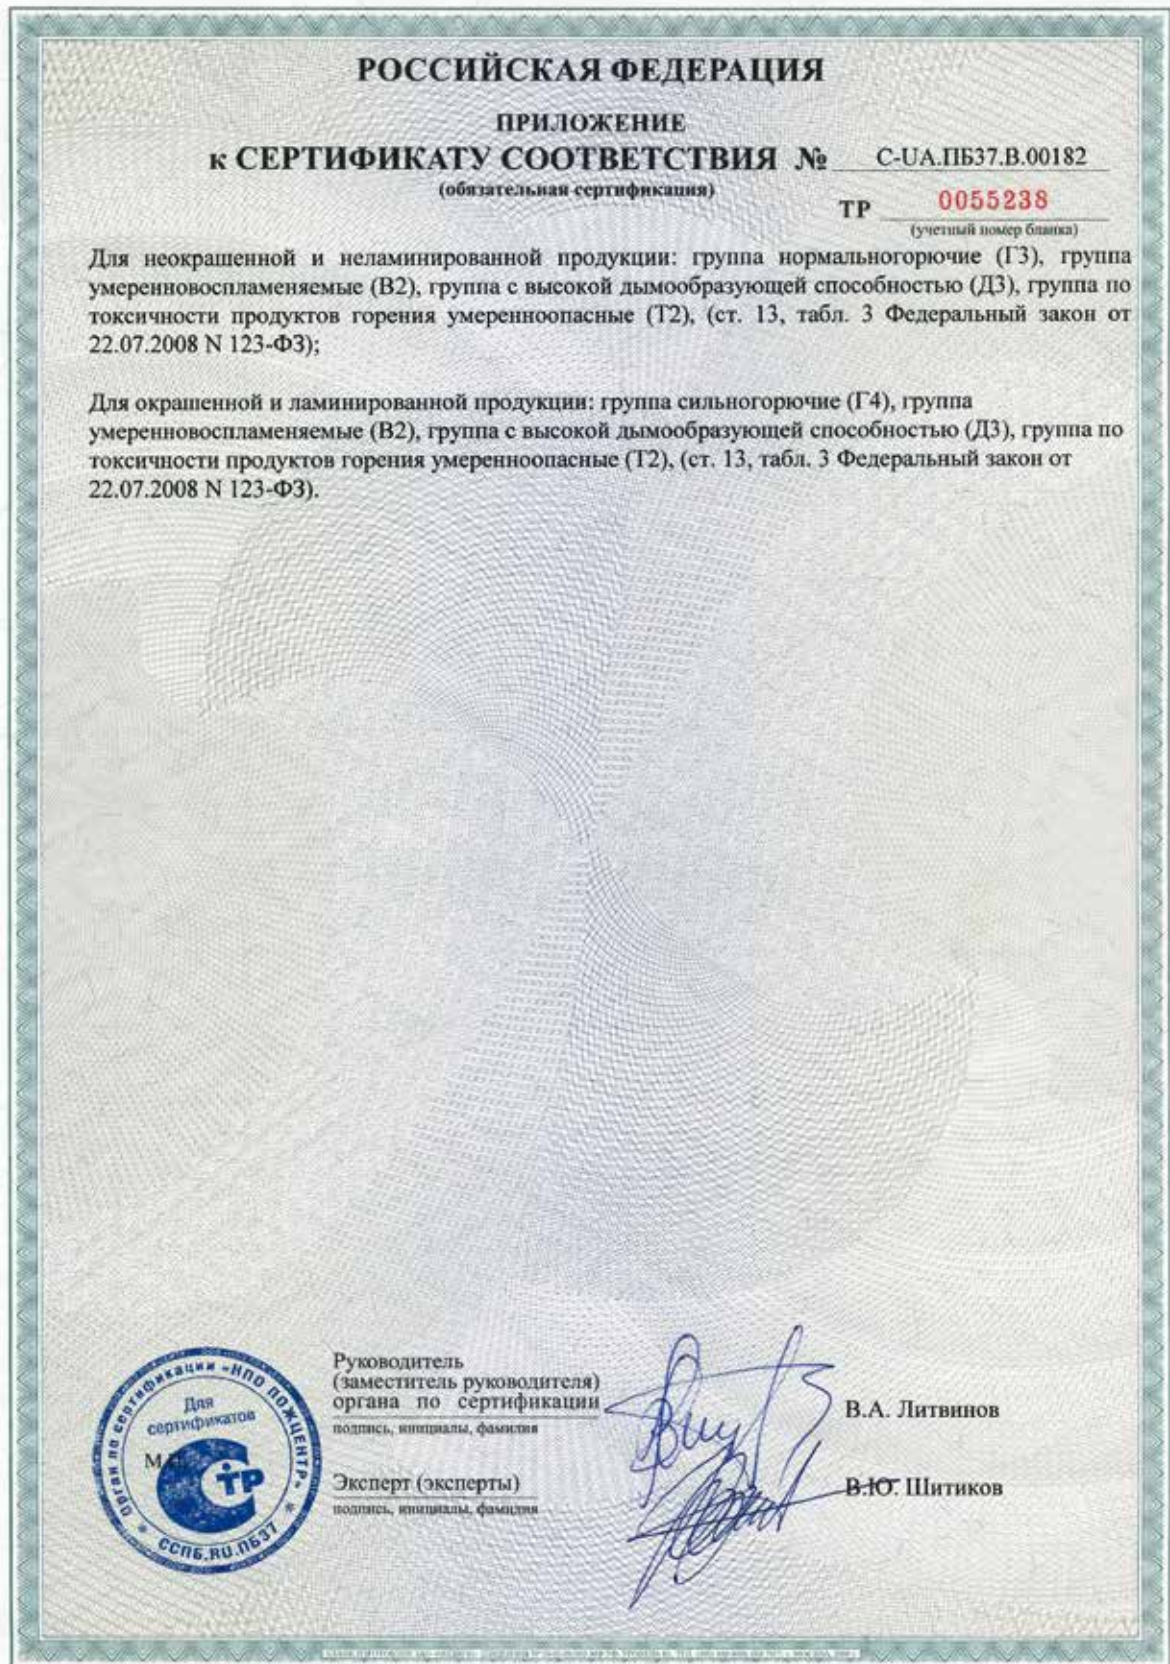 РОССИЙСКАЯ ФЕДЕРАЦИЯ
ПРИЛОЖЕНИЕ
к СЕРТИФИКАТУ СООТВЕТСТВИЯ № C-UA.ПБ37.В.00182
(обязательная сертификация)
ТР 0055238
(учетный номер бланка)
Для неокрашенной и неламинированной продукции: группа нормальногорючие (Г3), группа
умеренновоспламеняемые (В2), группа с высокой дымообразующей способностью (Д3), группа по
токсичности продуктов горения умеренноопасные (Т2), (ст. 13, табл. 3 Федеральный закон от
22.07.2008 N 123-ФЗ);
Для окрашенной и ламинированной продукции: группа сильногорючие (Г4), группа
умеренновоспламеняемые (В2), группа с высокой дымообразующей способностью (Д3), группа по
токсичности продуктов горения умеренноопасные (Т2), (ст. 13, табл. 3 Федеральный закон от
22.07.2008 N 123-ФЗ).
Руководитель
(заместитель руководителя)
органа по сертификации
подпись, инициалы, фамилия
В.А. Литвинов
Эксперт (эксперты)
подпись, инициалы, фамилия
В.Ю. Шитиков
Орган по сертификации «НПО ПОЖЦЕНТР»
Для
сертификатов
ТР
ССПБ.RU.ПБ37